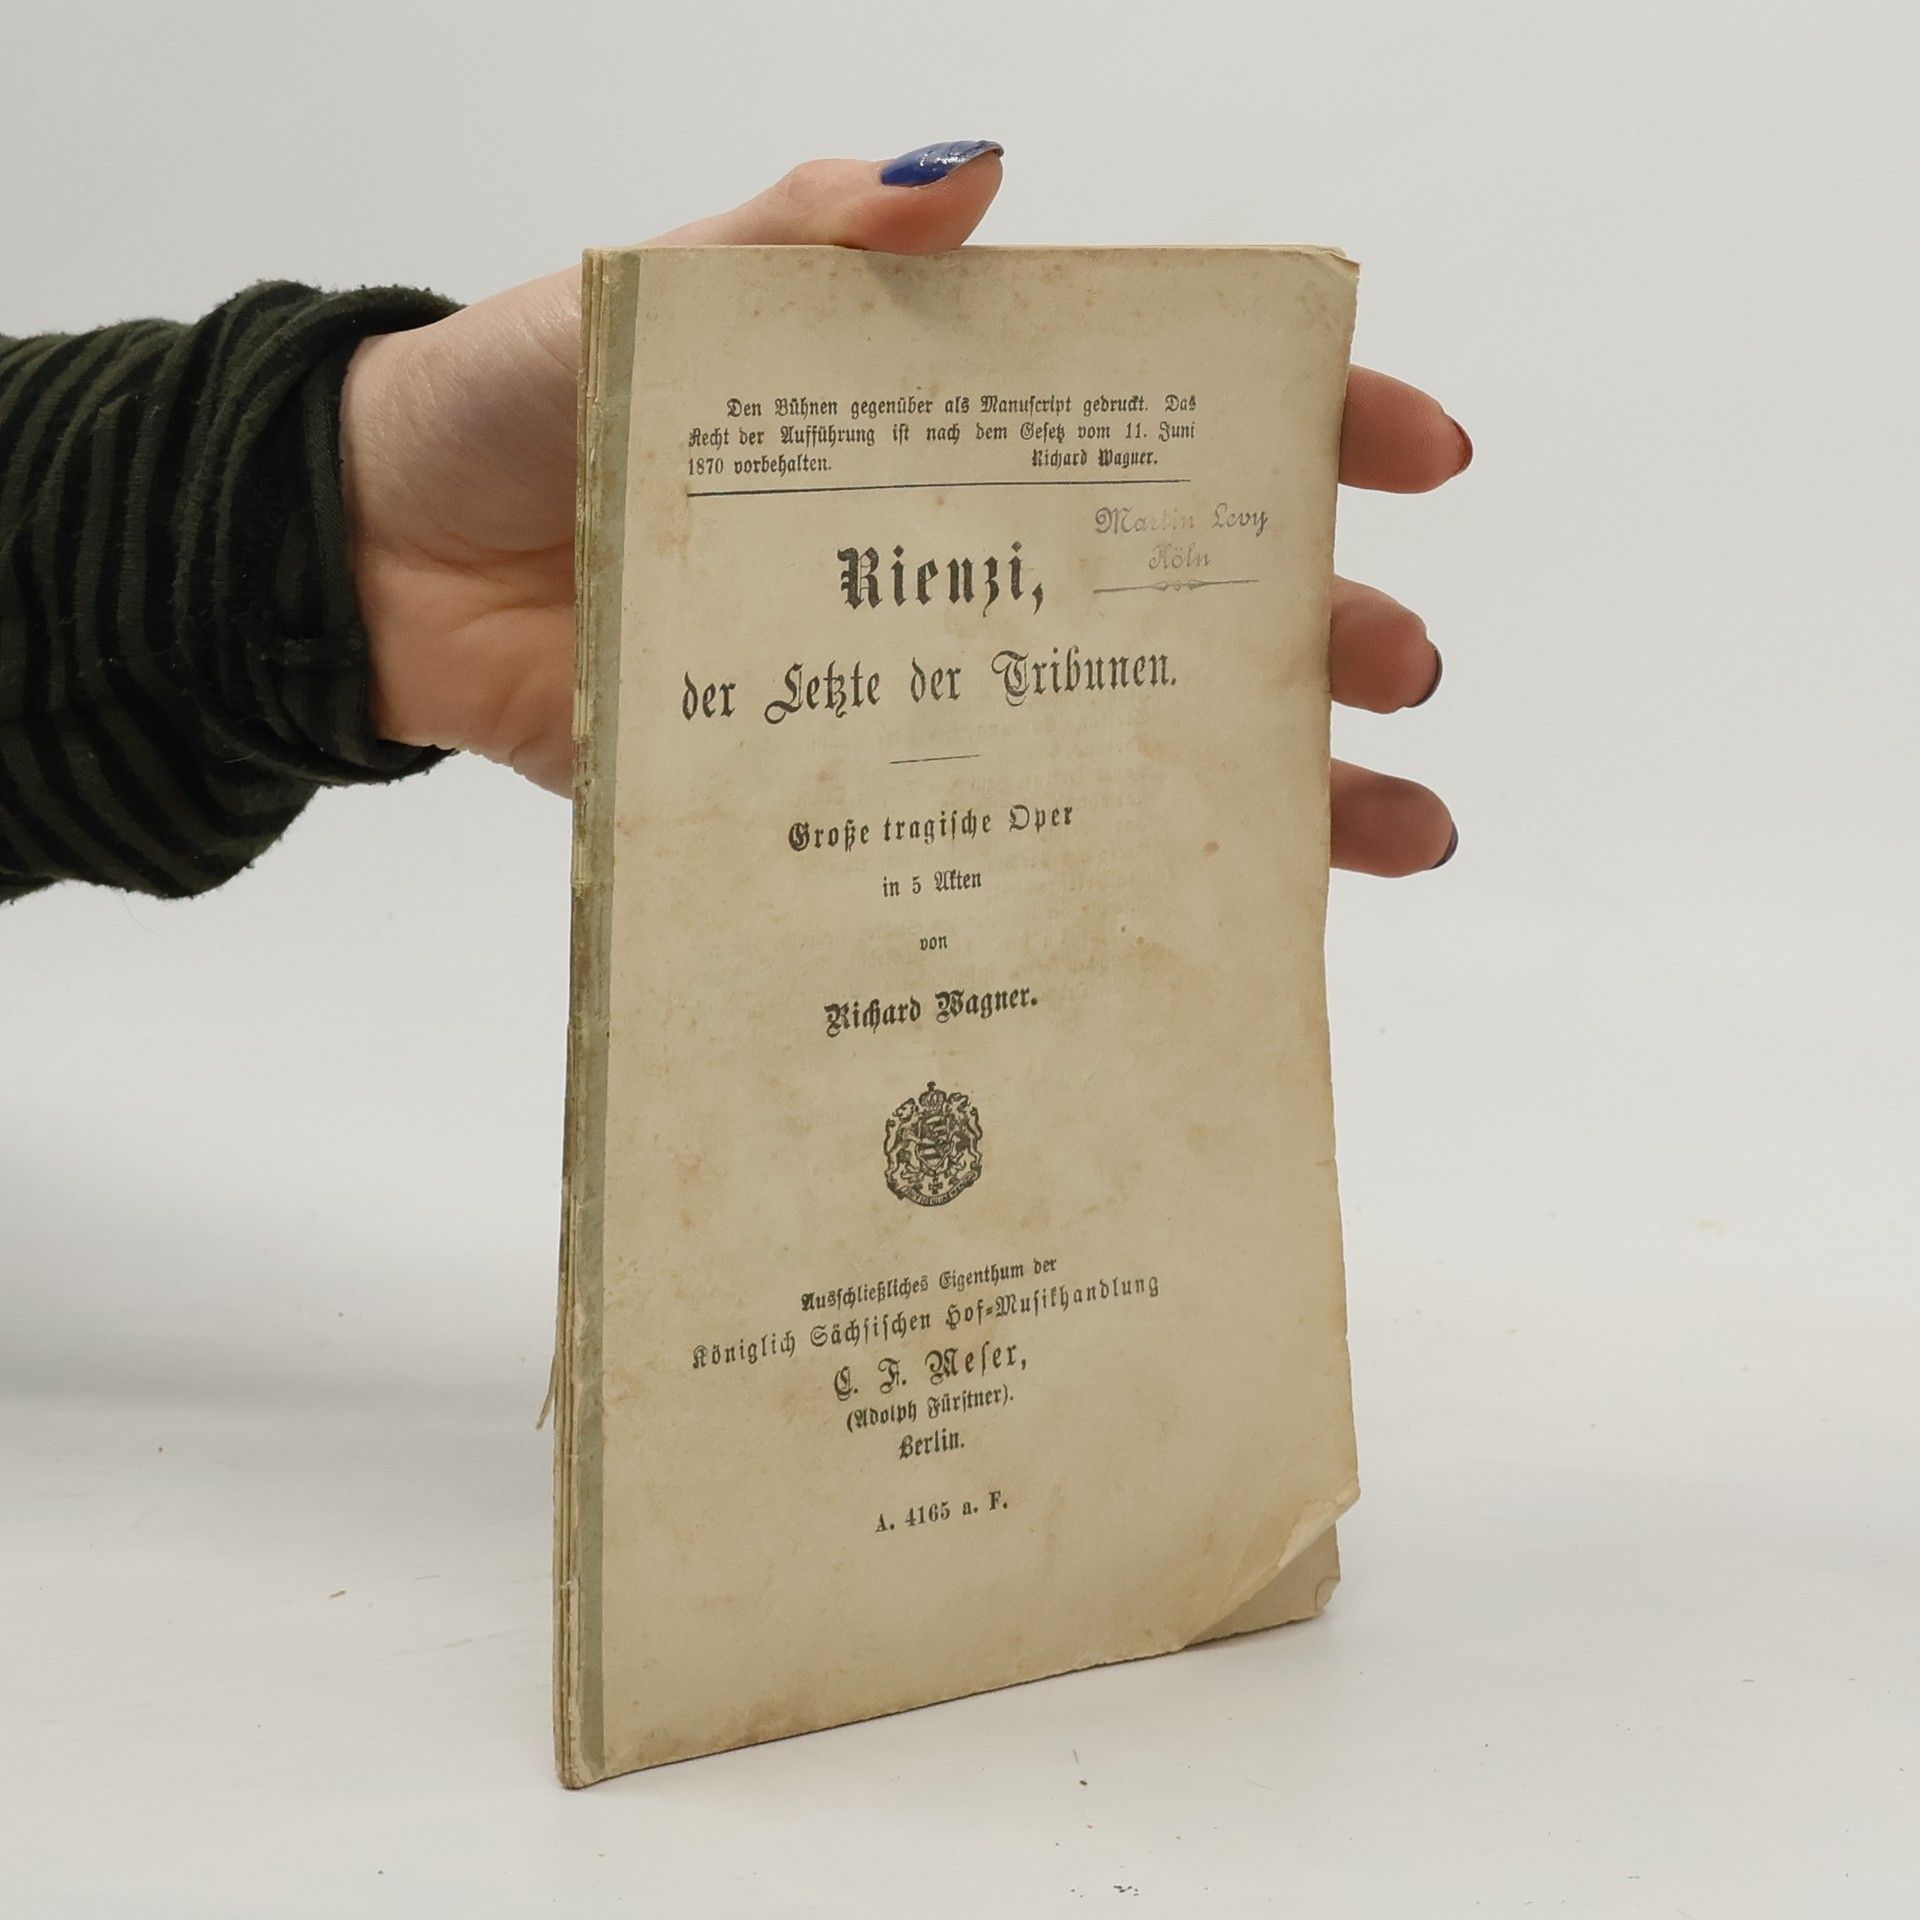 Den Bühnen gegenüber als Manuſcript gedruckt. Das
Recht der Aufführung iſt nach dem Geſetz vom 11. Juni
1870 vorbehalten. Richard Wagner.
Martin Levy
Köln
Rienzi,
der Letzte der Tribunen.
Große tragiſche Oper
in 5 Akten
von
Richard Wagner.
Ausſchließliches Eigenthum der
Königlich Sächſiſchen Hof-Muſikhandlung
C. F. Meſer,
(Adolph Fürſtner).
Berlin.
A. 4165 a. F.